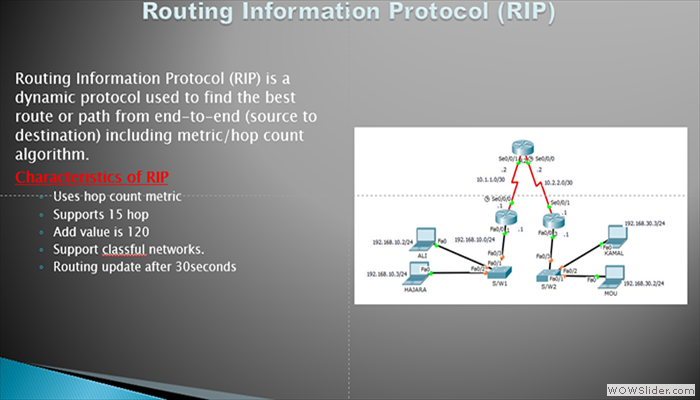 Routing Information Protocol (RIP)
Routing Information Protocol (RIP) is a
dynamic protocol used to find the best
route or path from end-to-end (source to
destination) including metric/hop count
algorithm.
Characteristics of RIP
Uses hop count metric
Supports 15 hop
Add value is 120
Support classful networks.
Routing update after 30seconds
Se0/0/1 Se0/0/0
.2 .2
10.1.1.0/30 10.2.2.0/30
Se0/0/0 Se0/0/1
.1 .1
Fa0/0 .1 Fa0/0 .1
192.168.30.3/24
192.168.10.2/24 192.168.10.0/24
Fa0 Fa0/3 Fa0/3 Fa0
ALI KAMAL
Fa0/1
192.168.10.3/24 Fa0 Fa0/2 Fa0/2
Fa0/1 Fa0 192.168.30.2/24
HAJARA S/W1 S/W2 MOU
WOWSlider.com